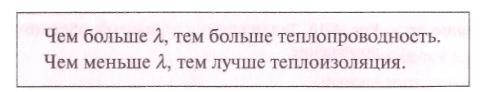 Чем больше λ, тем больше теплопроводность.
Чем меньше λ, тем лучше теплоизоляция.